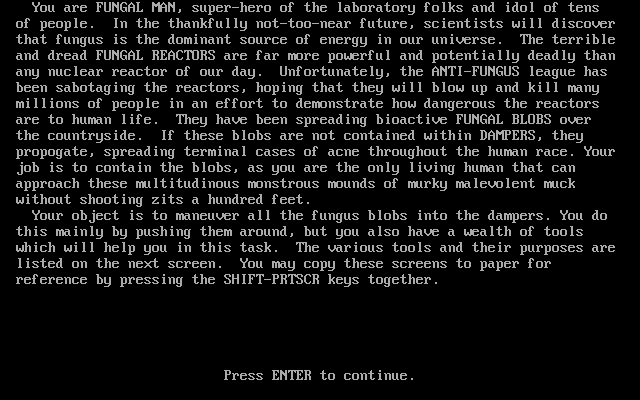 You are FUNGAL MAN, super-hero of the laboratory folks and idol of tens
of people.  In the thankfully not-too-near future, scientists will discover
that fungus is the dominant source of energy in our universe.  The terrible
and dread FUNGAL REACTORS are far more powerful and potentially deadly than
any nuclear reactor of our day.  Unfortunately, the ANTI-FUNGUS league has
been sabotaging the reactors, hoping that they will blow up and kill many
millions of people in an effort to demonstrate how dangerous the reactors
are to human life.  They have been spreading bioactive FUNGAL BLOBS over
the countryside.  If these blobs are not contained within DAMPERS, they
propogate, spreading terminal cases of acne throughout the human race. Your
job is to contain the blobs, as you are the only living human that can
approach these multitudinous monstrous mounds of murky malevolent muck
without shooting zits a hundred feet.
Your object is to maneuver all the fungus blobs into the dampers. You do
this mainly by pushing them around, but you also have a wealth of tools
which will help you in this task.  The various tools and their purposes are
listed on the next screen.  You may copy these screens to paper for
reference by pressing the SHIFT-PRTSCR keys together.
Press ENTER to continue.